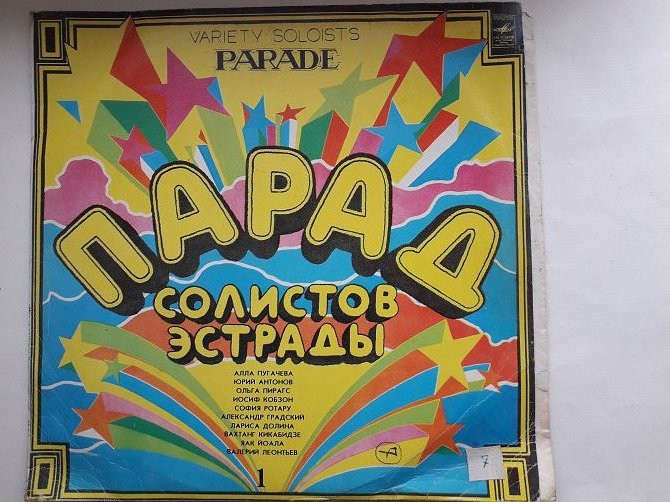 VARIETY SOLOISTS
PARADE
ПАРАД
СОЛИСТОВ
ЭСТРАДЫ
АЛЛА ПУГАЧЕВА
ЮРИЙ АНТОНОВ
ОЛЬГА ПИРАГС
ИОСИФ КОБЗОН
СОФИЯ РОТАРУ
АЛЕКСАНДР ГРАДСКИЙ
ЛАРИСА ДОЛИНА
ВАХТАНГ КИКАБИДЗЕ
ЯАК ЙОАЛА
ВАЛЕРИЙ ЛЕОНТЬЕВ
1
7